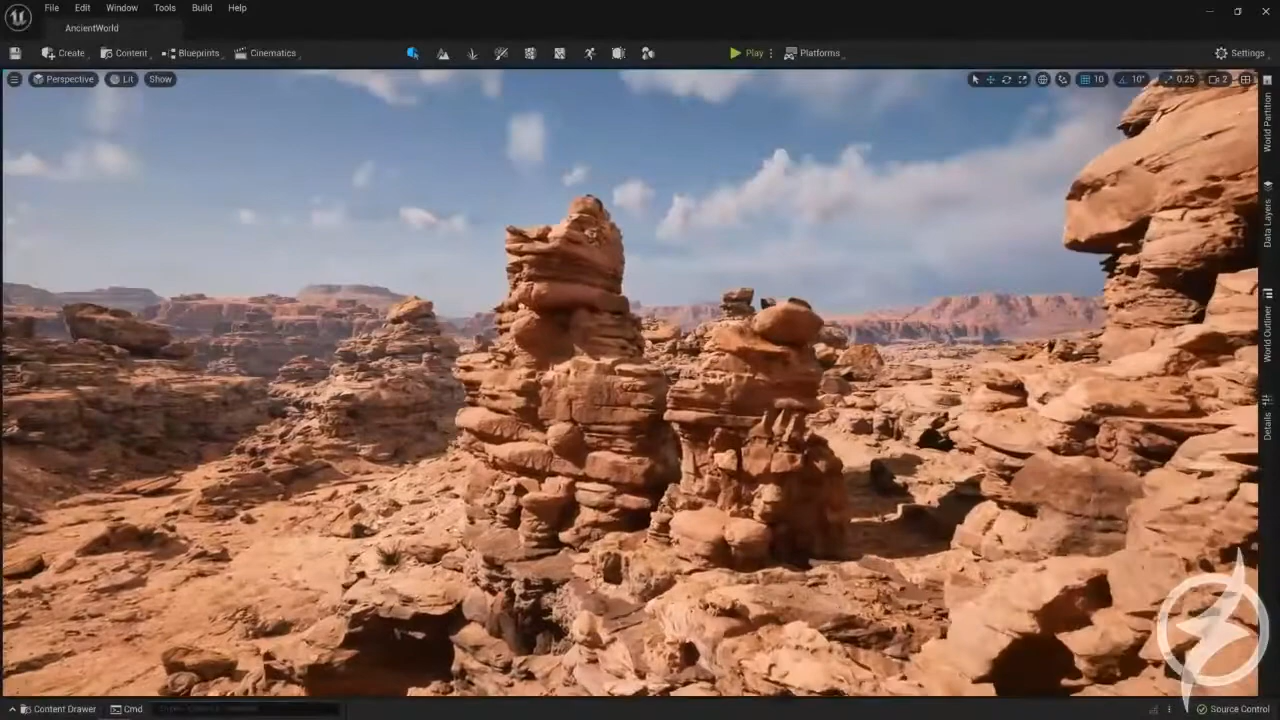 File Edit Window Tools Build Help
AncientWorld
Create Content Blueprints Cinematics Play Platforms Settings
Perspective Lit Show 10 10° 0.25 2
World Partition
Data Layers
World Outliner
Details
Content Drawer Cmd Source Control